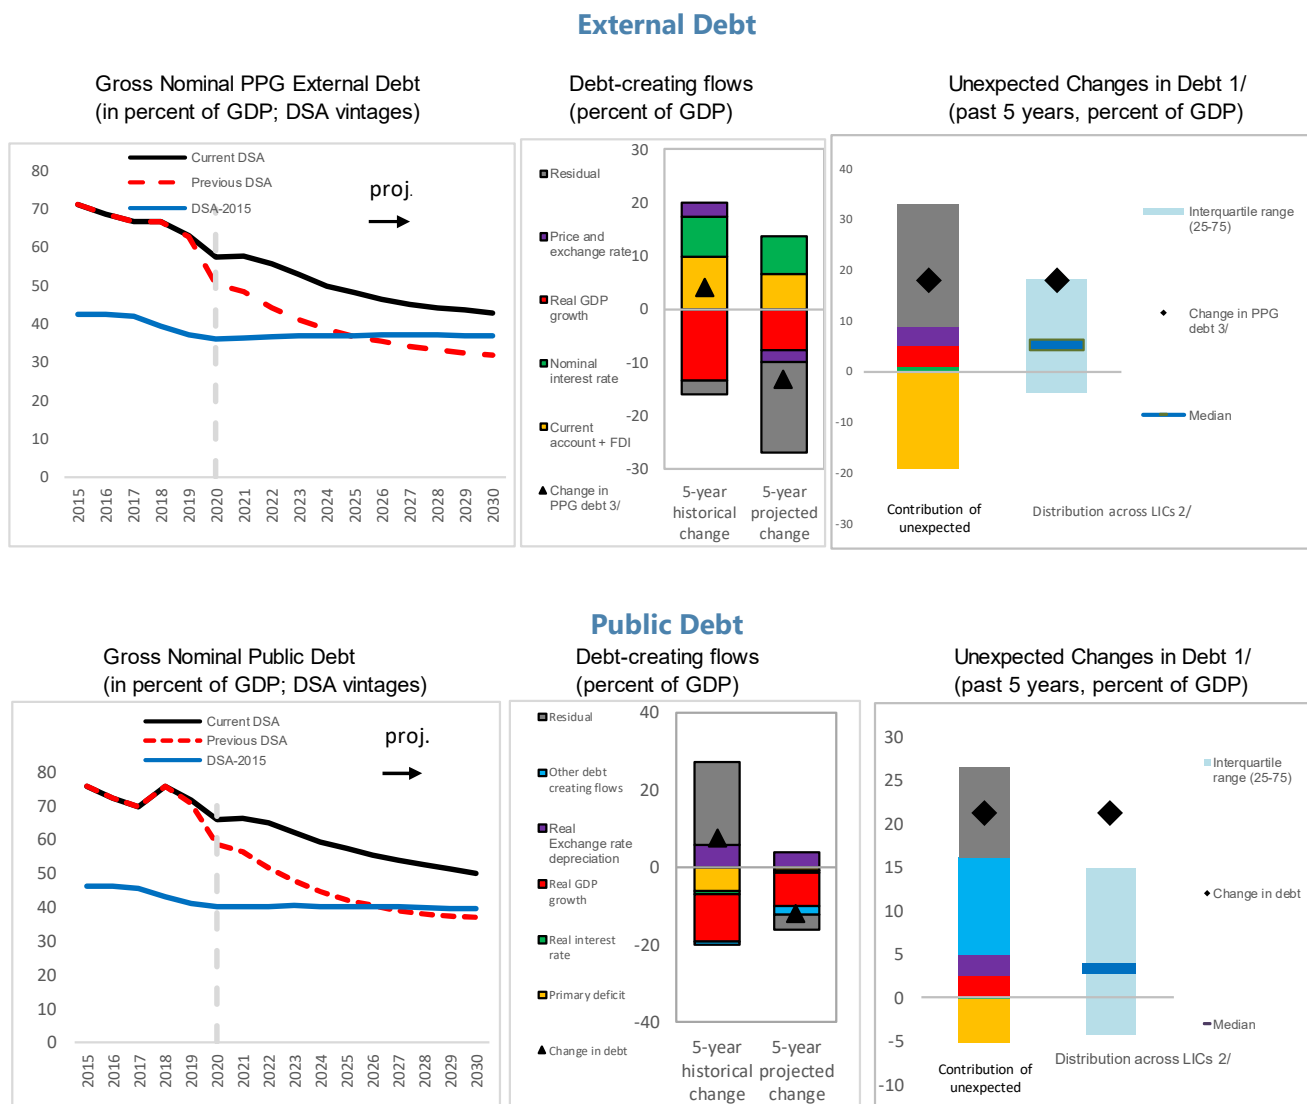 External Debt
Gross Nominal PPG External Debt
(in percent of GDP; DSA vintages)
Current DSA
Previous DSA
DSA-2015
proj.
80
70
60
50
40
30
20
10
0
2015
2016
2017
2018
2019
2020
2021
2022
2023
2024
2025
2026
2027
2028
2029
2030
Debt-creating flows
(percent of GDP)
Residual
Price and
exchange rate
Real GDP
growth
Nominal
interest rate
Current
account + FDI
Change in
PPG debt 3/
30
20
10
0
-10
-20
-30
5-year
historical
change
5-year
projected
change
Unexpected Changes in Debt 1/
(past 5 years, percent of GDP)
40
30
20
10
0
-10
-20
-30
Contribution of
unexpected
Distribution across LICs 2/
Interquartile range
(25-75)
Change in PPG
debt 3/
Median
Public Debt
Gross Nominal Public Debt
(in percent of GDP; DSA vintages)
Current DSA
Previous DSA
DSA-2015
proj.
80
70
60
50
40
30
20
10
0
2015
2016
2017
2018
2019
2020
2021
2022
2023
2024
2025
2026
2027
2028
2029
2030
Debt-creating flows
(percent of GDP)
Residual
Other debt
creating flows
Real
Exchange rate
depreciation
Real GDP
growth
Real interest
rate
Primary deficit
Change in debt
40
20
0
-20
-40
5-year
historical
change
5-year
projected
change
Unexpected Changes in Debt 1/
(past 5 years, percent of GDP)
30
25
20
15
10
5
0
-5
-10
Contribution of
unexpected
Distribution across LICs 2/
Interquartile
range (25-75)
Change in debt
Median